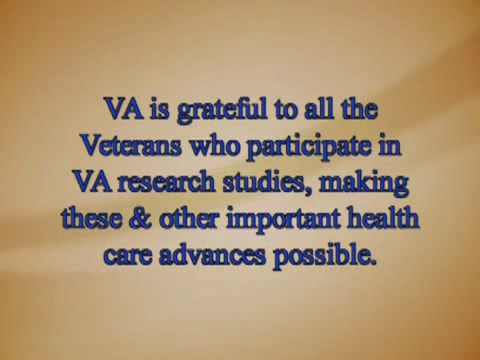 VA is grateful to all the
Veterans who participate in
VA research studies, making
these & other important health
care advances possible.